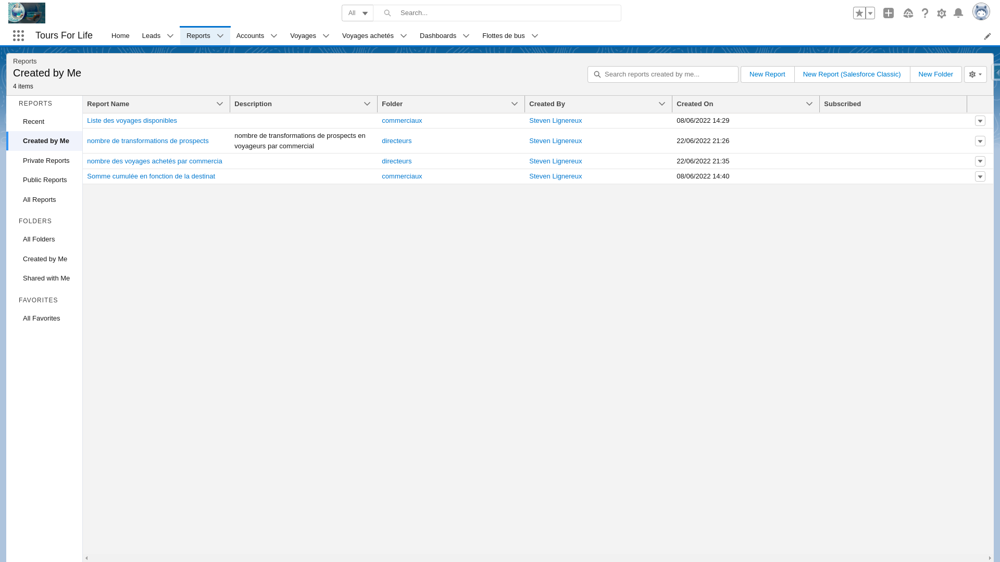 All
Search...
Tours For Life
Home
Leads
Reports
Accounts
Voyages
Voyages achetés
Dashboards
Flottes de bus
Reports
Created by Me
4 items
Search reports created by me...
New Report
New Report (Salesforce Classic)
New Folder
REPORTS
Recent
Created by Me
Private Reports
Public Reports
All Reports
FOLDERS
All Folders
Created by Me
Shared with Me
FAVORITES
All Favorites
Report Name Description Folder Created By Created On Subscribed
Liste des voyages disponibles commerciaux Steven Lignereux 08/06/2022 14:29
nombre de transformations de prospects nombre de transformations de prospects en
voyageurs par commercial directeurs Steven Lignereux 22/06/2022 21:26
nombre des voyages achetés par commercia directeurs Steven Lignereux 22/06/2022 21:35
Somme cumulée en fonction de la destinat commerciaux Steven Lignereux 08/06/2022 14:40